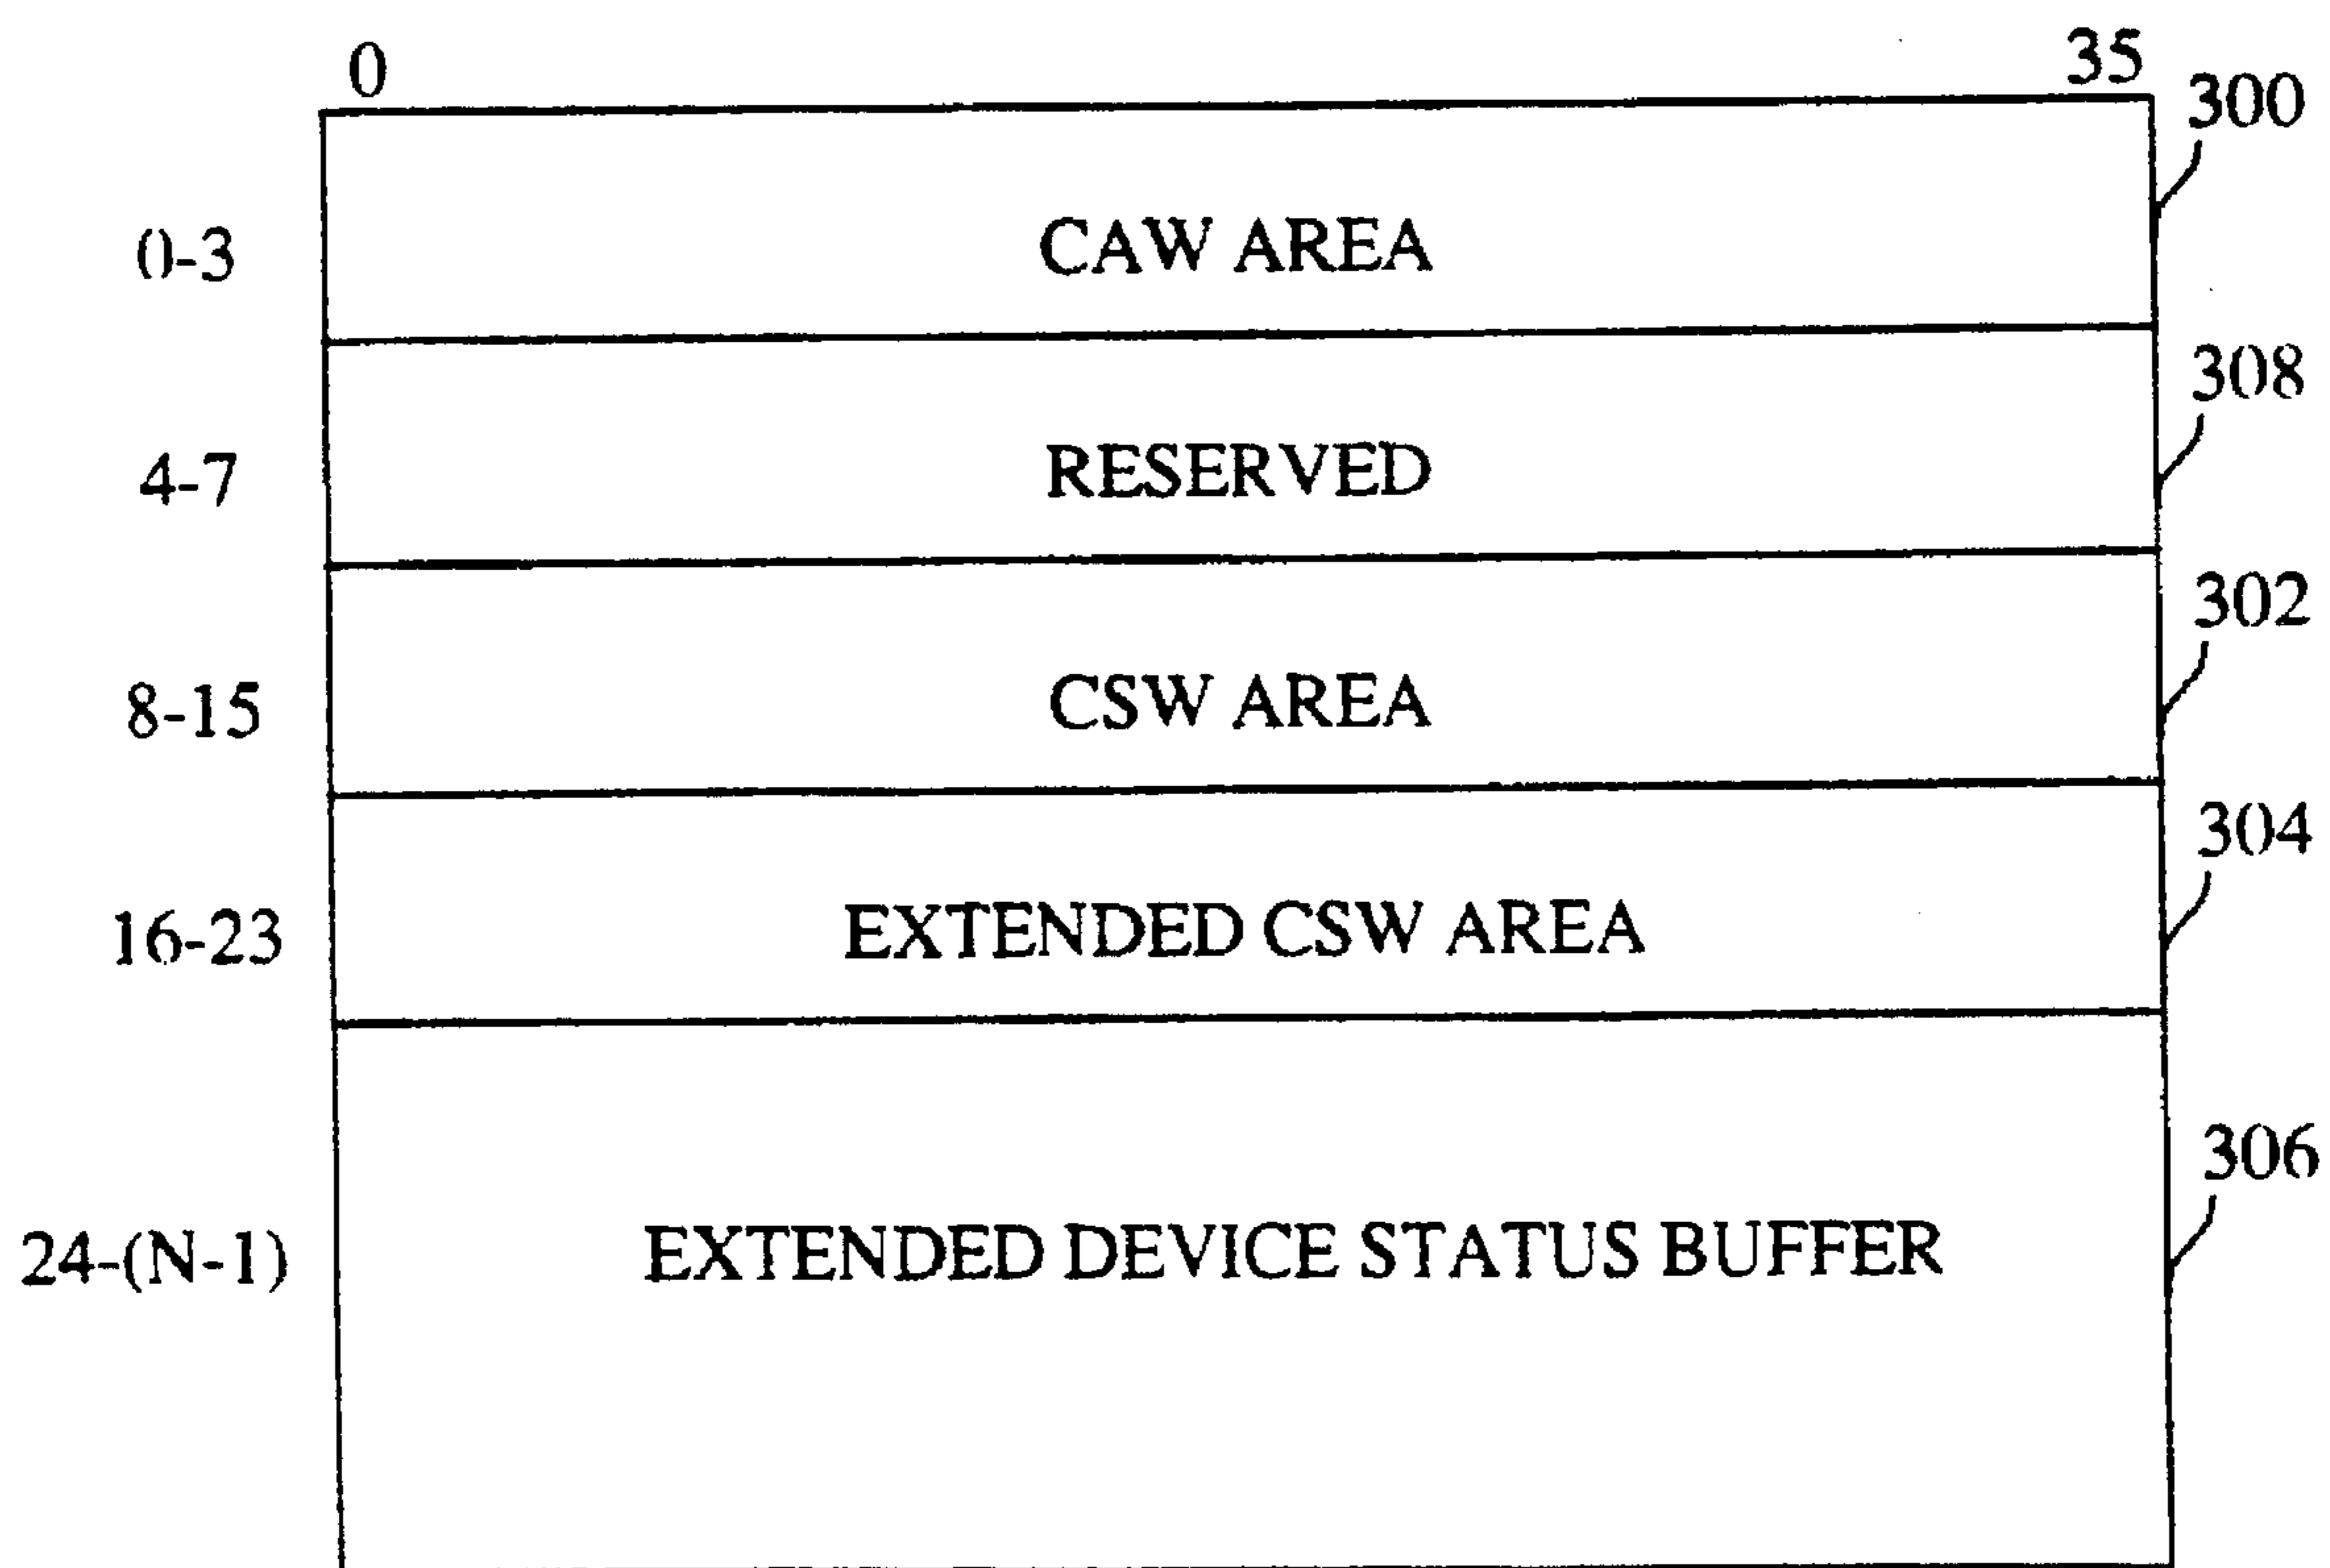 0 35
300
0-3 CAW AREA
308
4-7 RESERVED
302
8-15 CSW AREA
304
16-23 EXTENDED CSW AREA
306
24-(N-1) EXTENDED DEVICE STATUS BUFFER